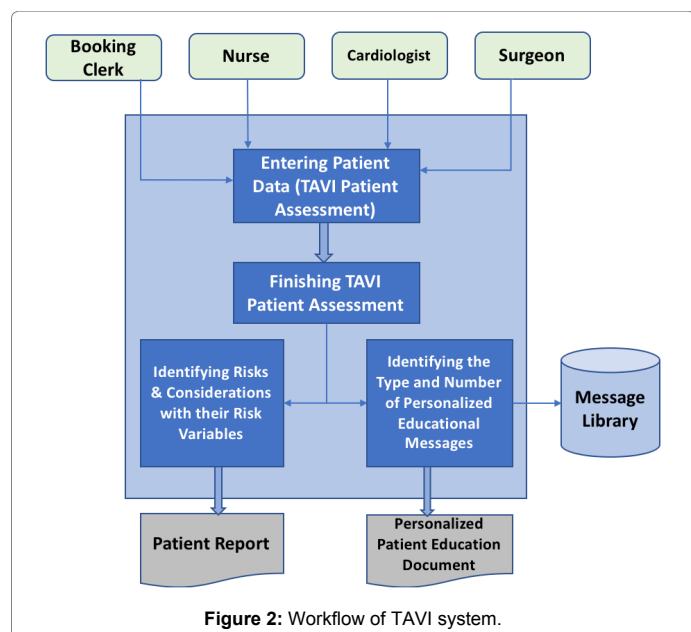 Booking
Clerk
Nurse
Cardiologist
Surgeon
Entering Patient
Data (TAVI Patient
Assessment)
Finishing TAVI
Patient Assessment
Identifying Risks
& Considerations
with their Risk
Variables
Identifying the
Type and Number
of Personalized
Educational
Messages
Message
Library
Patient Report
Personalized
Patient Education
Document
Figure 2: Workflow of TAVI system.